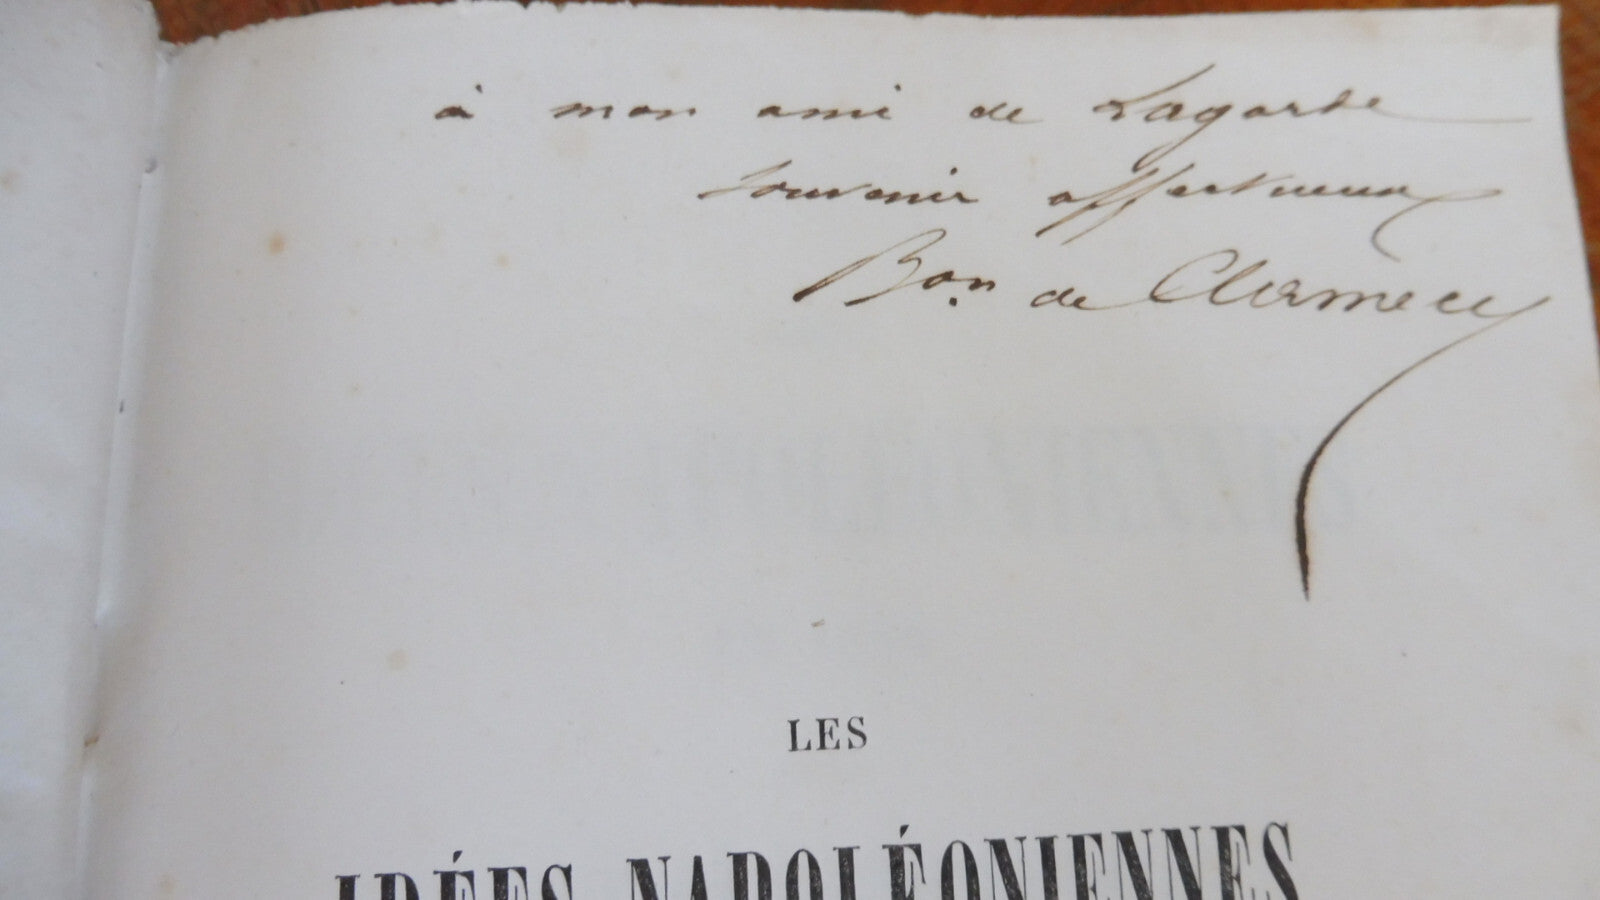 à mon ami de Lagarde
souvenir affectueux
Bon. de Clamecy
LES
IDÉES NAPOLÉONIENNES